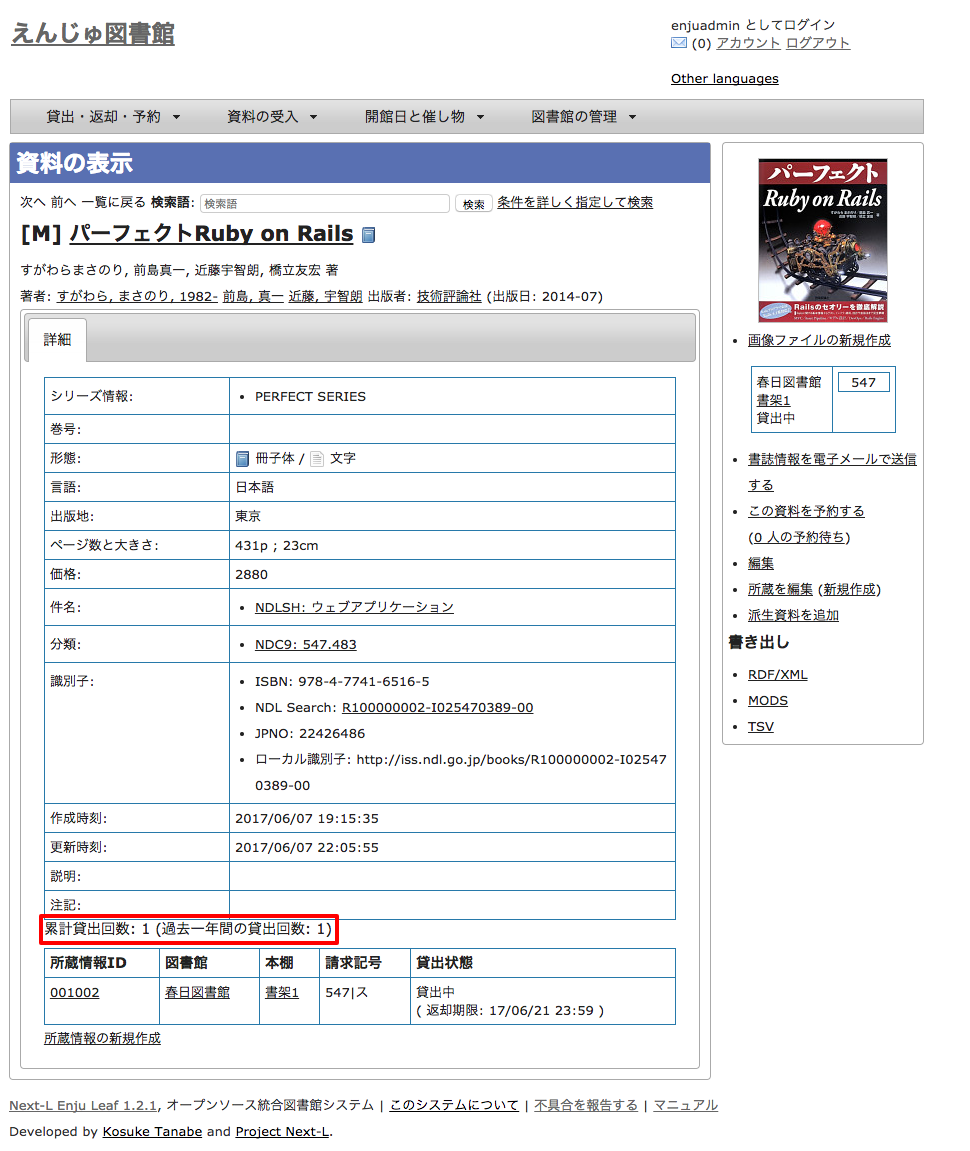 えんじゅ図書館
enjuadmin としてログイン
(0) アカウント ログアウト
Other languages
貸出・返却・予約 資料の受入 開館日と催し物 図書館の管理
資料の表示
次へ 前へ 一覧に戻る 検索語: 検索語 検索 条件を詳しく指定して検索
[M] パーフェクトRuby on Rails
すがわらまさのり, 前島真一, 近藤宇智朗, 橋立友宏 著
著者: すがわら, まさのり, 1982- 前島, 真一 近藤, 宇智朗 出版者: 技術評論社 (出版日: 2014-07)
詳細
シリーズ情報: • PERFECT SERIES
巻号:
形態: 冊子体 / 文字
言語: 日本語
出版地: 東京
ページ数と大きさ: 431p ; 23cm
価格: 2880
件名: • NDLSH: ウェブアプリケーション
分類: • NDC9: 547.483
識別子: • ISBN: 978-4-7741-6516-5
• NDL Search: R100000002-I025470389-00
• JPNO: 22426486
• ローカル識別子: http://iss.ndl.go.jp/books/R100000002-I02547
0389-00
作成時刻: 2017/06/07 19:15:35
更新時刻: 2017/06/07 22:05:55
説明:
注記:
累計貸出回数: 1 (過去一年間の貸出回数: 1)
所蔵情報ID 図書館 本棚 請求記号 貸出状態
001002 春日図書館 書架1 547|ス 貸出中
( 返却期限: 17/06/21 23:59 )
所蔵情報の新規作成
パーフェクト
Ruby on Rails
Railsのセオリーを徹底解説
• 画像ファイルの新規作成
春日図書館 547
書架1
貸出中
• 書誌情報を電子メールで送信
する
• この資料を予約する
(0 人の予約待ち)
• 編集
• 所蔵を編集 (新規作成)
• 派生資料を追加
書き出し
• RDF/XML
• MODS
• TSV
Next-L Enju Leaf 1.2.1, オープンソース統合図書館システム | このシステムについて | 不具合を報告する | マニュアル
Developed by Kosuke Tanabe and Project Next-L.